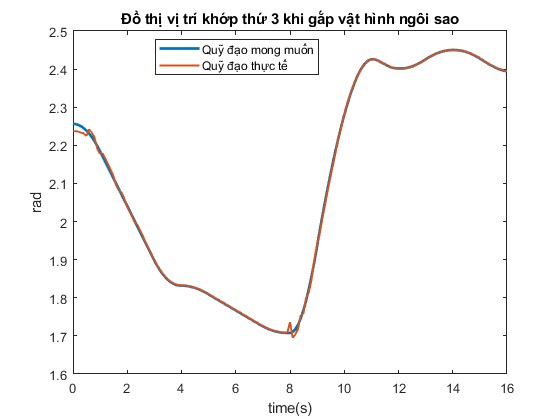 Đồ thị vị trí khớp thứ 3 khi gắp vật hình ngôi sao
Quỹ đạo mong muốn
Quỹ đạo thực tế
2.5
2.4
2.3
2.2
2.1
2
1.9
1.8
1.7
1.6
rad
0 2 4 6 8 10 12 14 16
time(s)